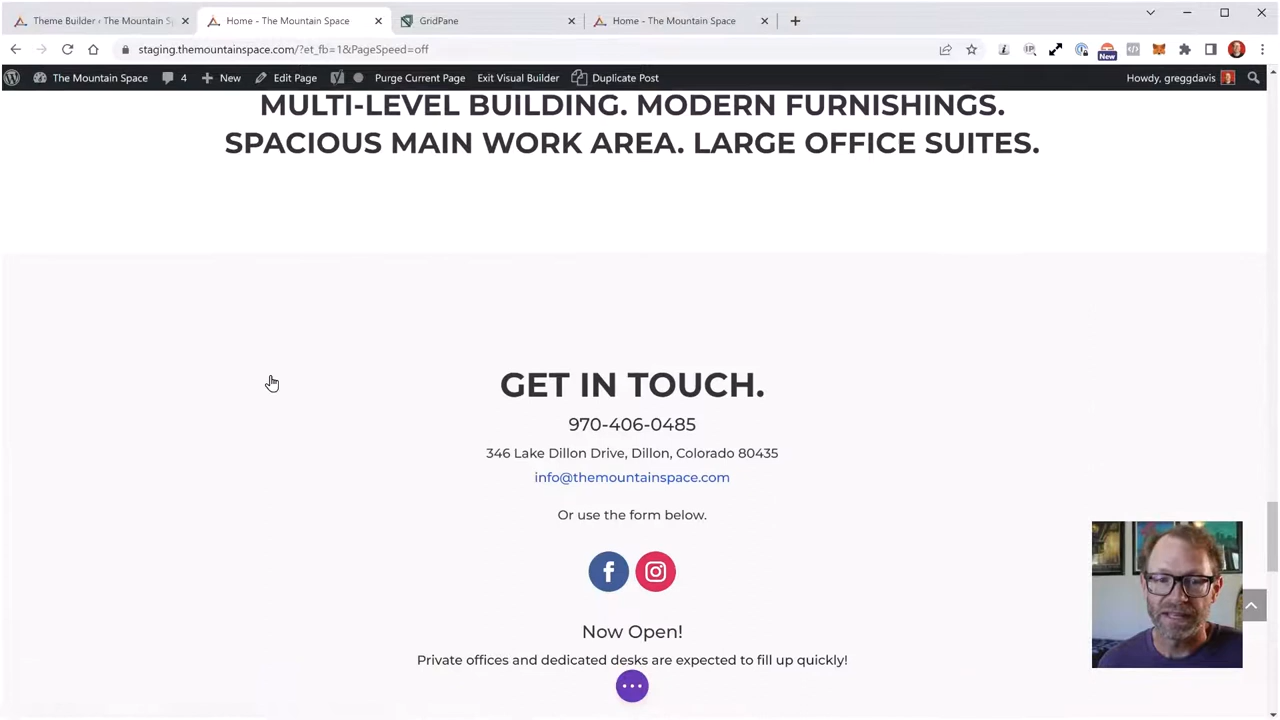 Theme Builder ‹ The Mountain S
Home - The Mountain Space
GridPane
Home - The Mountain Space
staging.themountainspace.com/?et_fb=1&PageSpeed=off
New
The Mountain Space
4
New
Edit Page
Purge Current Page
Exit Visual Builder
Duplicate Post
Howdy, greggdavis
MULTI-LEVEL BUILDING. MODERN FURNISHINGS.
SPACIOUS MAIN WORK AREA. LARGE OFFICE SUITES.
GET IN TOUCH.
970-406-0485
346 Lake Dillon Drive, Dillon, Colorado 80435
info@themountainspace.com
Or use the form below.
Now Open!
Private offices and dedicated desks are expected to fill up quickly!